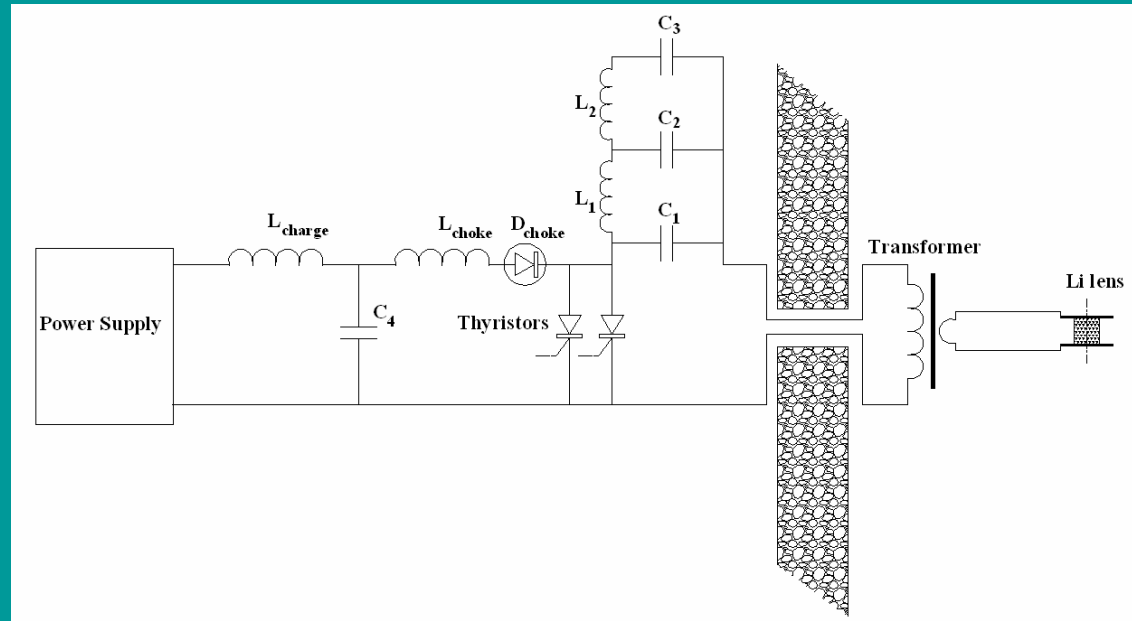 C3
L2
C2
L1
C1
Lcharge
Lchoke
Dchoke
Transformer
Li lens
Power Supply
C4
Thyristors